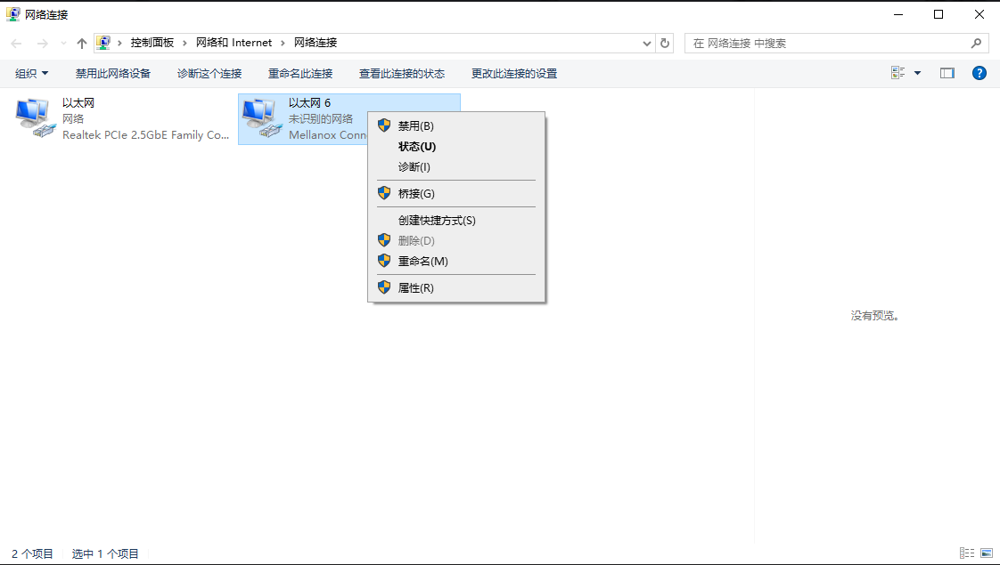 网络连接
控制面板 › 网络和 Internet › 网络连接
在 网络连接 中搜索
组织 禁用此网络设备 诊断这个连接 重命名此连接 查看此连接的状态 更改此连接的设置
以太网
网络
Realtek PCIe 2.5GbE Family Co...
以太网 6
未识别的网络
Mellanox Conn
禁用(B)
状态(U)
诊断(I)
桥接(G)
创建快捷方式(S)
删除(D)
重命名(M)
属性(R)
没有预览。
2 个项目 选中 1 个项目